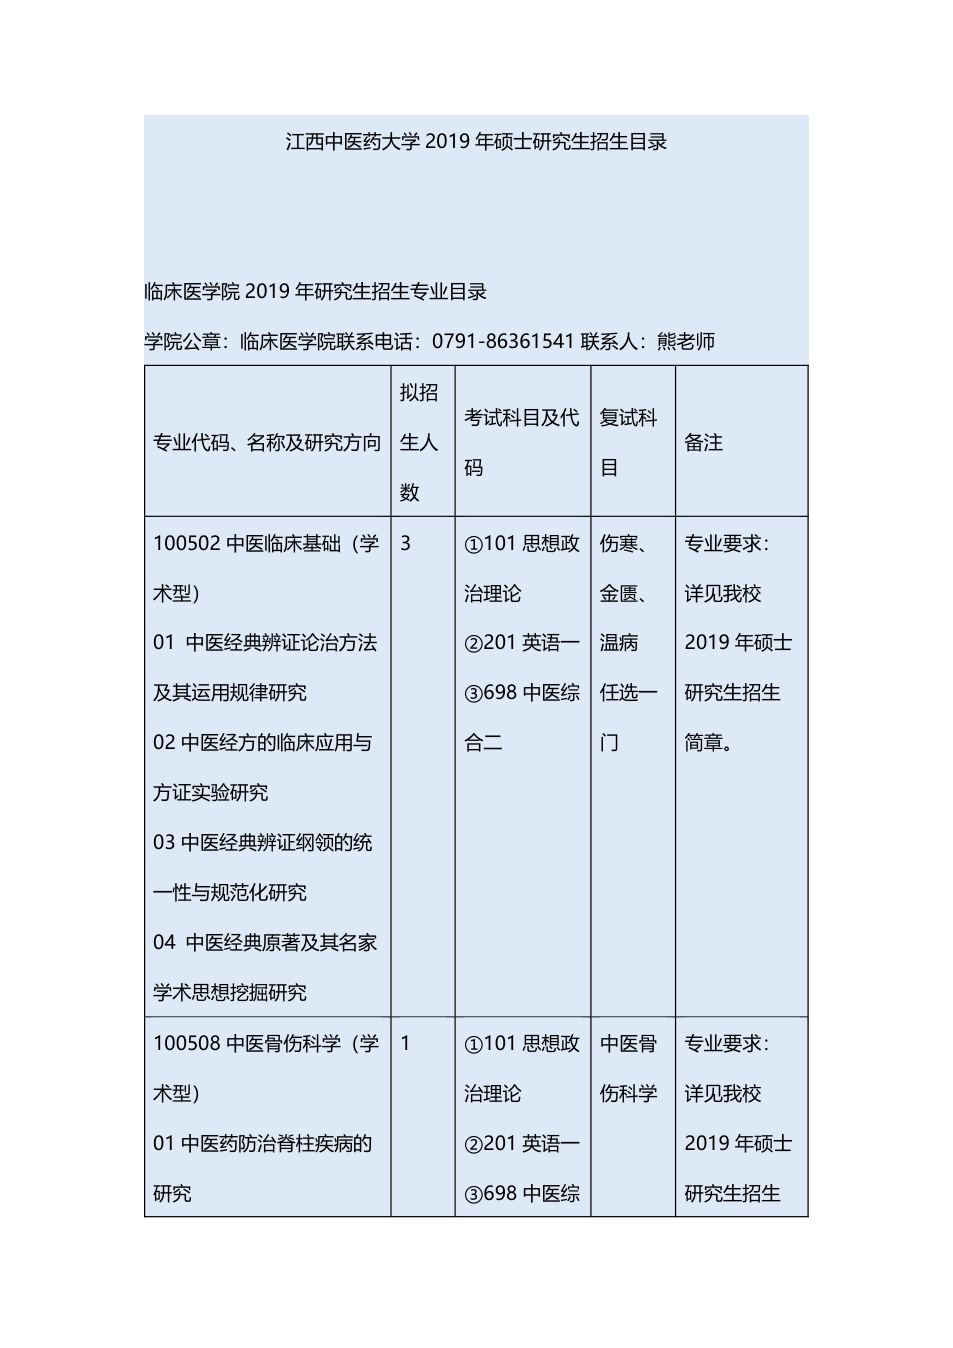 江西中医药大学 2019 年硕士研究生招生目录
临床医学院 2019 年研究生招生专业目录
学院公章：临床医学院联系电话：0791-86361541 联系人：熊老师
专业代码、名称及研究方向
拟招
生人
数
考试科目及代
码
复试科
目
备注
100502 中医临床基础（学
术型）
01 中医经典辨证论治方法
及其运用规律研究
02 中医经方的临床应用与
方证实验研究
03 中医经典辨证纲领的统
一性与规范化研究
04 中医经典原著及其名家
学术思想挖掘研究
3
①101 思想政
治理论
②201 英语一
③698 中医综
合二
伤寒、
金匮、
温病
任选一
门
专业要求：
详见我校
2019 年硕士
研究生招生
简章。
100508 中医骨伤科学（学
术型）
01 中医药防治脊柱疾病的
研究
1
①101 思想政
治理论
②201 英语一
③698 中医综
中医骨
伤科学
专业要求：
详见我校
2019 年硕士
研究生招生